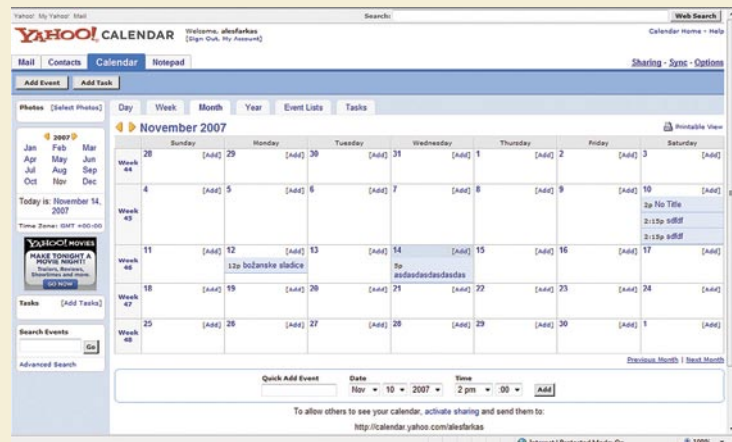 Yahoo! My Yahoo! Mail Search: Web Search
YAHOO! CALENDAR Welcome, alesfarkas
[Sign Out, My Account]
Calendar Home - Help
Mail Contacts Calendar Notepad Sharing - Sync - Options
Add Event Add Task
Photos [Select Photos]
2007
Jan Feb Mar
Apr May Jun
Jul Aug Sep
Oct Nov Dec
Today is: November 14,
2007
Time Zone: GMT +00:00
YAHOO! MOVIES
MAKE TONIGHT A
MOVIE NIGHT!
Trailers, Reviews,
Showtimes and more.
GO NOW
Tasks [Add Tasks]
Search Events
Go
Advanced Search
Day Week Month Year Event Lists Tasks
November 2007 Printable View
Sunday Monday Tuesday Wednesday Thursday Friday Saturday
Week 44
28 [Add] 29 [Add] 30 [Add] 31 [Add] 1 [Add] 2 [Add] 3 [Add]
Week 45
4 [Add] 5 [Add] 6 [Add] 7 [Add] 8 [Add] 9 [Add] 10 [Add]
2p No Title
2:15p sdfdf
2:15p sdfdf
Week 46
11 [Add] 12 [Add] 13 [Add] 14 [Add] 15 [Add] 16 [Add] 17 [Add]
12p božanske sladice
5p
asdasdasdasdasdas
Week 47
18 [Add] 19 [Add] 20 [Add] 21 [Add] 22 [Add] 23 [Add] 24 [Add]
Week 48
25 [Add] 26 [Add] 27 [Add] 28 [Add] 29 [Add] 30 [Add] 1 [Add]
Previous Month | Next Month
Quick Add Event Date Time
Nov 10 2007 2 pm :00 Add
To allow others to see your calendar, activate sharing and send them to:
http://calendar.yahoo.com/alesfarkas
Internet | Protected Mode: On 100%